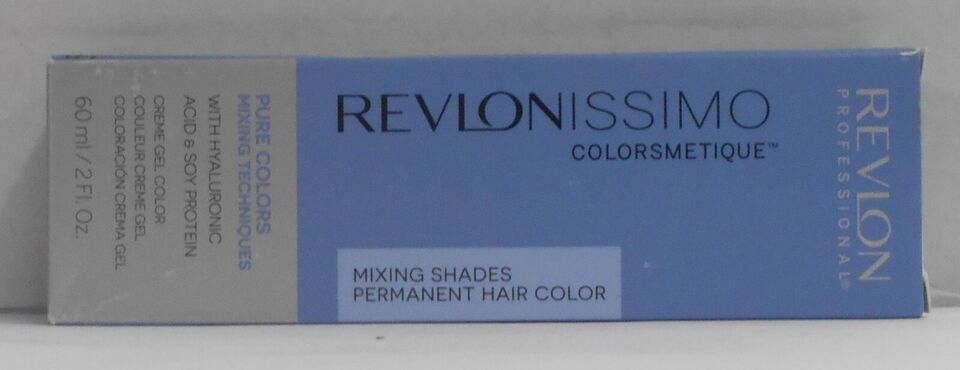 PURE COLORS
MIXING TECHNIQUES
WITH HYALURONIC
ACID & SOY PROTEIN
CREME GEL COLOR
COULEUR CREME GEL
COLORACIÓN CREMA GEL
60 ml / 2 Fl. Oz.
REVLONISSIMO
COLORSMETIQUE™
MIXING SHADES
PERMANENT HAIR COLOR
REVLON
PROFESSIONAL®